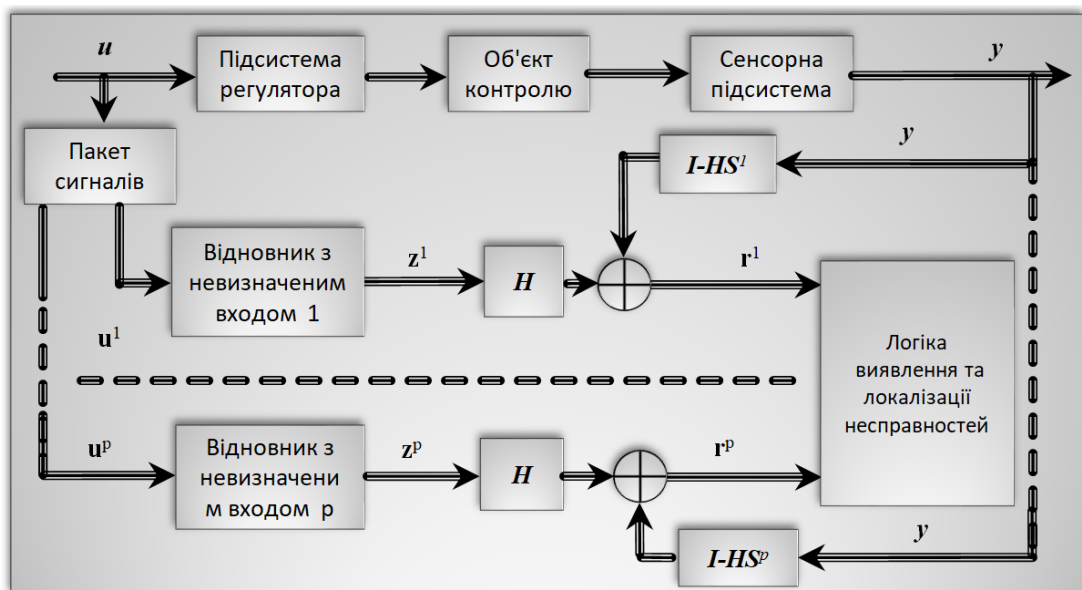 u
Підсистема
регулятора
Об'єкт
контролю
Сенсорна
підсистема
y
Пакет
сигналів
I-HS¹
y
Відновник з
невизначеним
входом 1
z¹
H
r¹
u¹
Логіка
виявлення та
локалізації
несправностей
uᵖ
Відновник з
невизначени
м входом р
zᵖ
H
rᵖ
I-HSᵖ
y